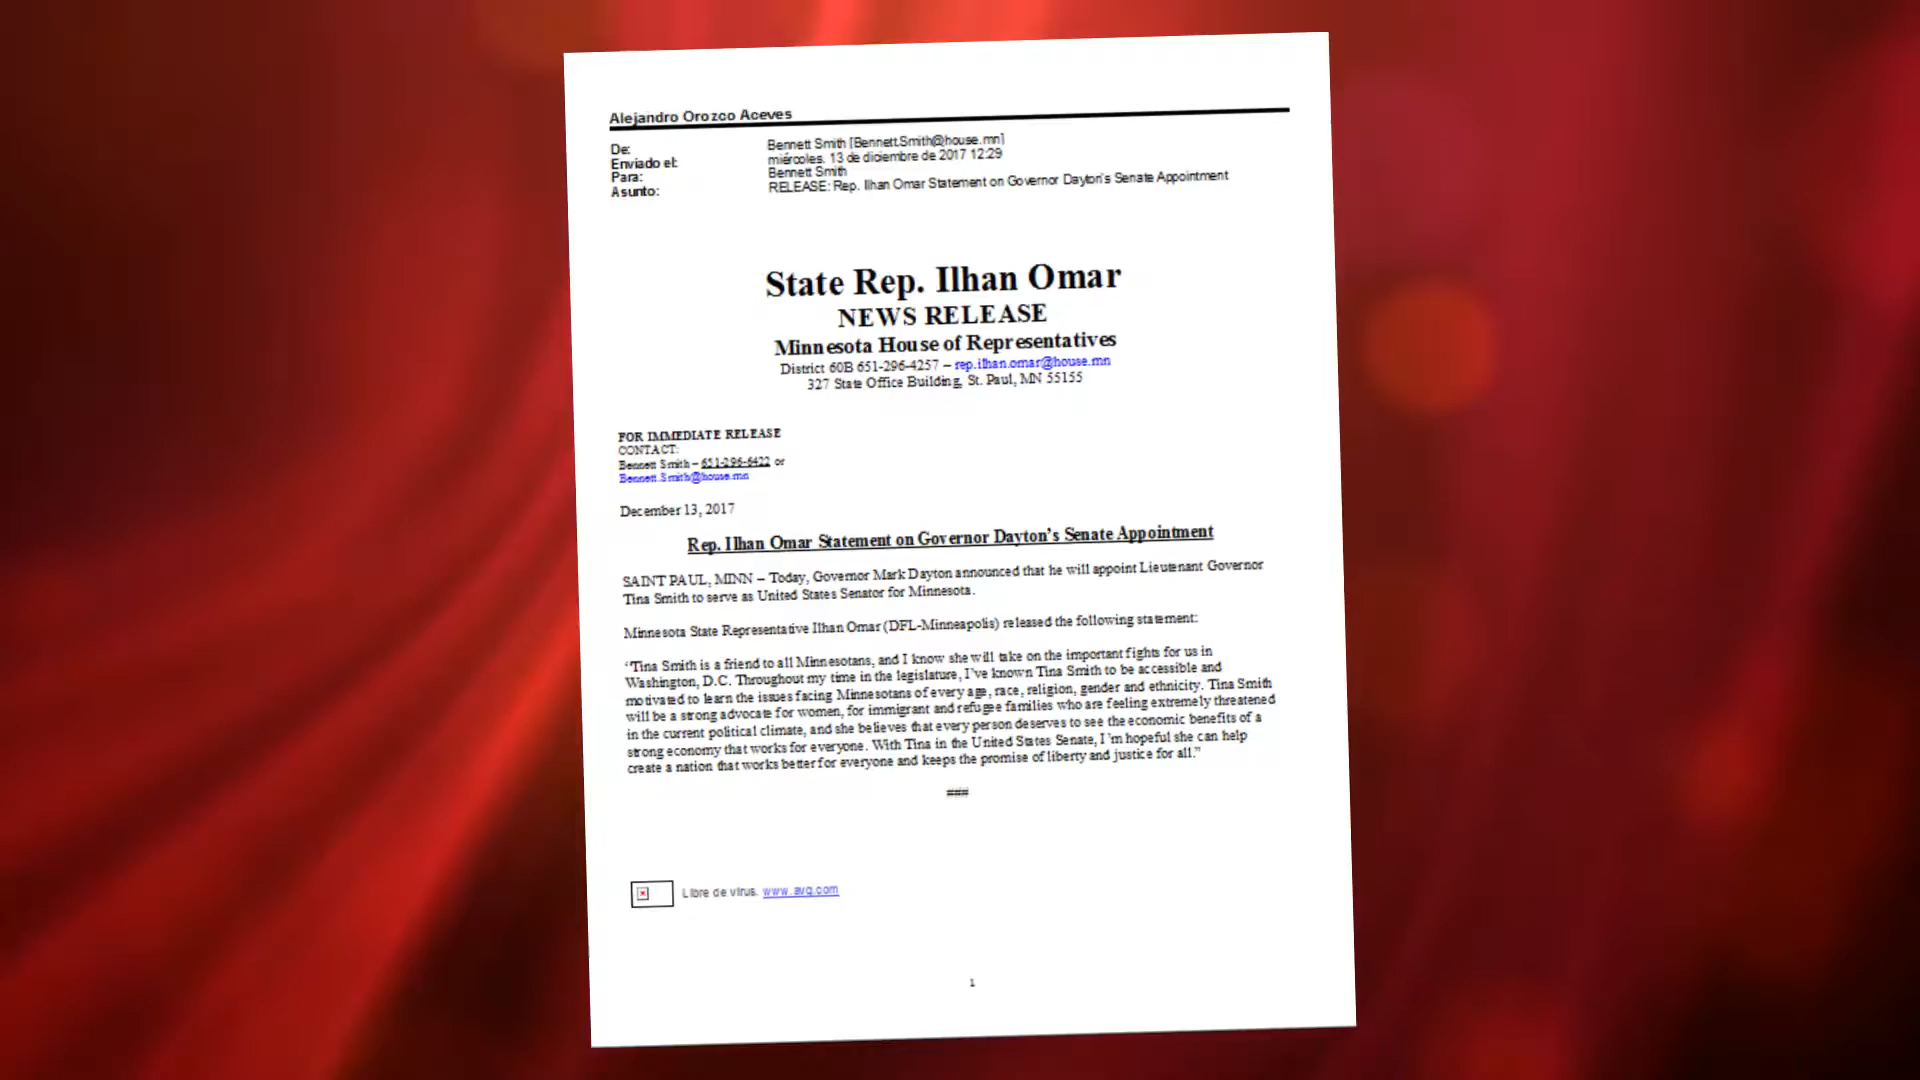 Alejandro Orozco Aceves
De: Bennett Smith [Bennett.Smith@house.mn]
Enviado el: miércoles, 13 de diciembre de 2017 12:29
Para: Bennett Smith
Asunto: RELEASE: Rep. Ilhan Omar Statement on Governor Dayton's Senate Appointment
State Rep. Ilhan Omar
NEWS RELEASE
Minnesota House of Representatives
District 60B 651-296-4257 – rep.ilhan.omar@house.mn
327 State Office Building, St. Paul, MN 55155
FOR IMMEDIATE RELEASE
CONTACT:
Bennett Smith – 651-296-6422 or
Bennett.Smith@house.mn
December 13, 2017
Rep. Ilhan Omar Statement on Governor Dayton's Senate Appointment
SAINT PAUL, MINN – Today, Governor Mark Dayton announced that he will appoint Lieutenant Governor
Tina Smith to serve as United States Senator for Minnesota.
Minnesota State Representative Ilhan Omar (DFL-Minneapolis) released the following statement:
"Tina Smith is a friend to all Minnesotans, and I know she will take on the important fights for us in
Washington, D.C. Throughout my time in the legislature, I've known Tina Smith to be accessible and
motivated to learn the issues facing Minnesotans of every age, race, religion, gender and ethnicity. Tina Smith
will be a strong advocate for women, for immigrant and refugee families who are feeling extremely threatened
in the current political climate, and she believes that every person deserves to see the economic benefits of a
strong economy that works for everyone. With Tina in the United States Senate, I'm hopeful she can help
create a nation that works better for everyone and keeps the promise of liberty and justice for all."
###
Libre de virus. www.avg.com
1